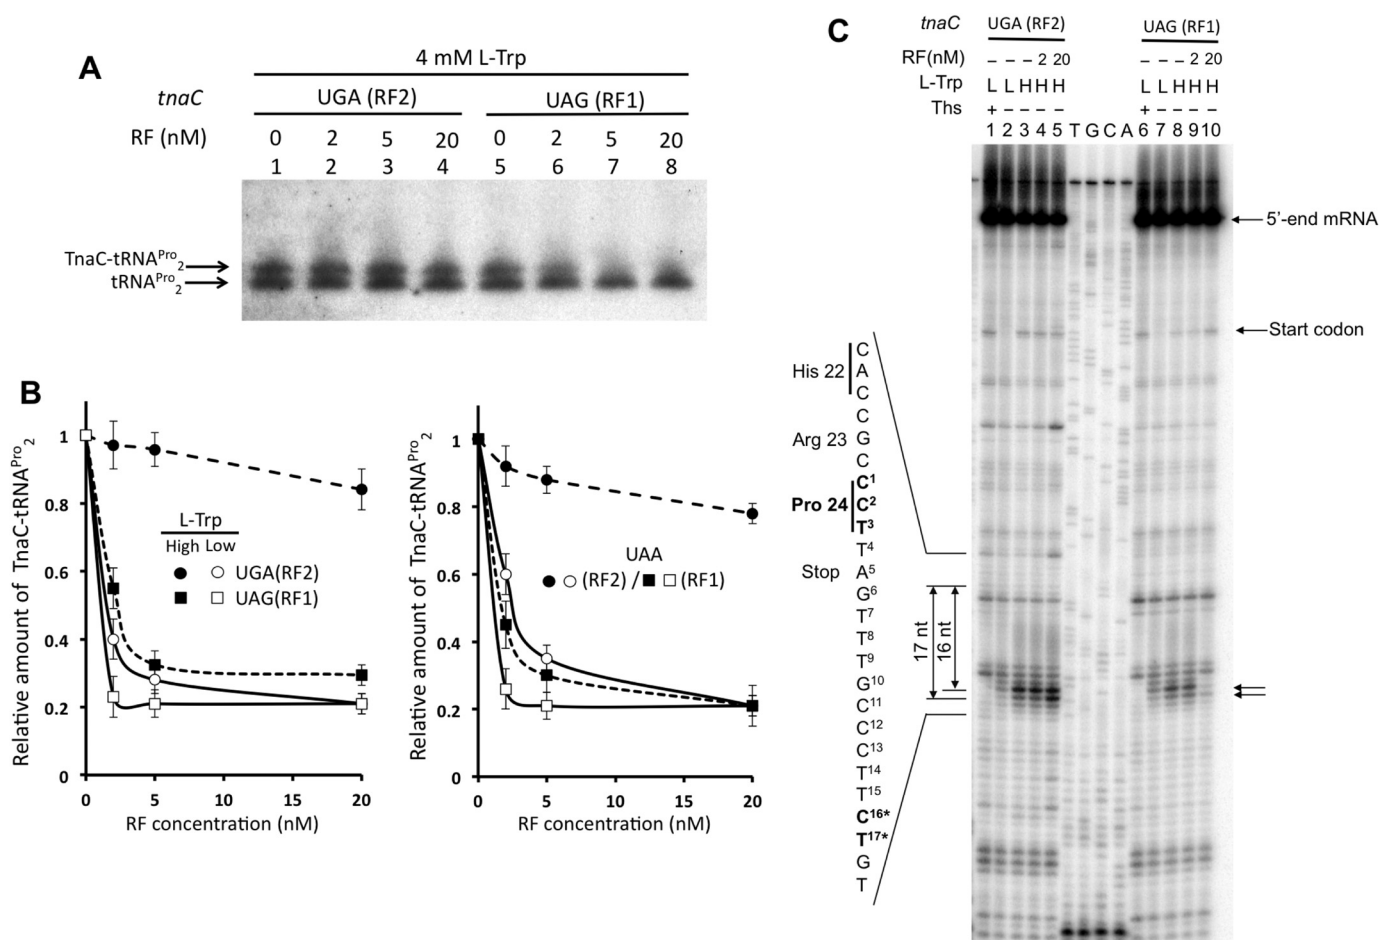 A
4 mM L-Trp
tnaC UGA (RF2) UAG (RF1)
RF (nM) 0 2 5 20 0 2 5 20
1 2 3 4 5 6 7 8
TnaC-tRNAPro2
tRNAPro2
B
Relative amount of TnaC-tRNAPro2
1
0.8
0.6
0.4
0.2
0
L-Trp
High Low
UGA(RF2)
UAG(RF1)
0 5 10 15 20
RF concentration (nM)
Relative amount of TnaC-tRNAPro2
1
0.8
0.6
0.4
0.2
0
UAA
(RF2) / (RF1)
0 5 10 15 20
RF concentration (nM)
C
tnaC UGA (RF2) UAG (RF1)
RF(nM) – – – 2 20 – – – 2 20
L-Trp L L H H H L L H H H
Ths + – – – – + – – – –
1 2 3 4 5 T G C A 6 7 8 9 10
5'-end mRNA
Start codon
C
His 22 A
C
C
Arg 23 G
C
C1
Pro 24 C2
T3
T4
Stop A5
G6
T7
T8
T9
G10
C11
C12
C13
T14
T15
C16*
T17*
G
T
17 nt
16 nt